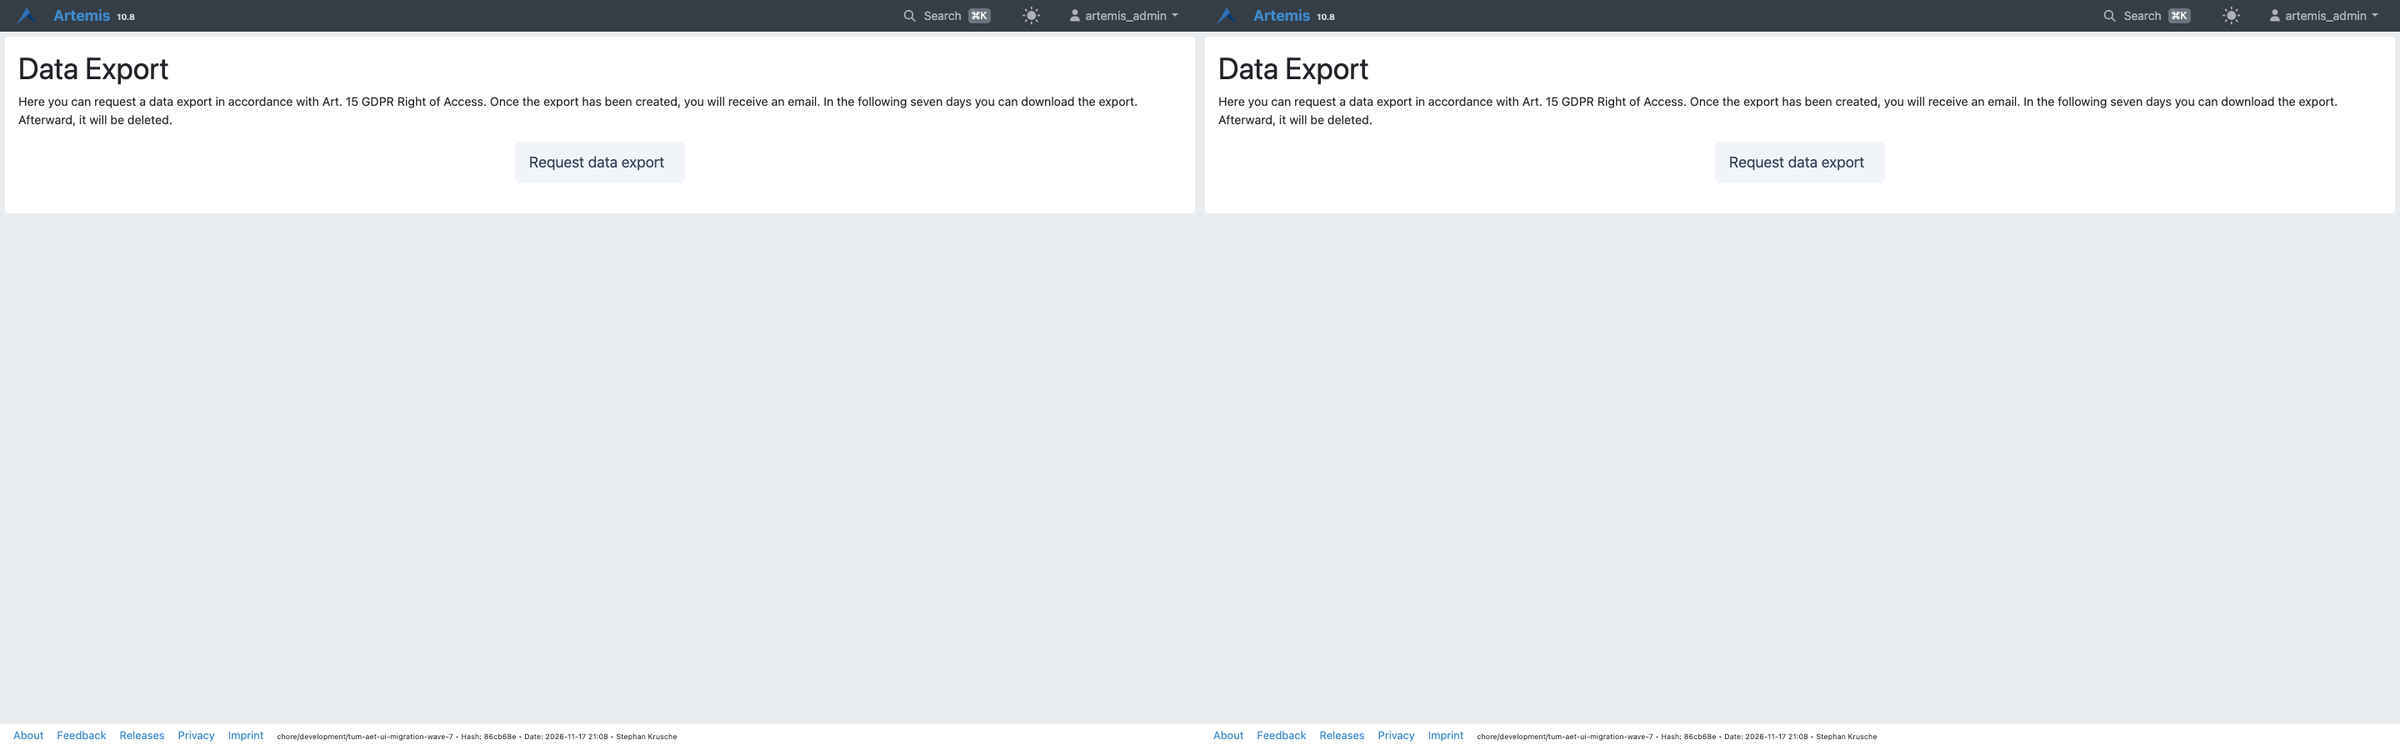 Artemis 10.8 Search ⌘K artemis_admin
Data Export
Here you can request a data export in accordance with Art. 15 GDPR Right of Access. Once the export has been created, you will receive an email. In the following seven days you can download the export.
Afterward, it will be deleted.
Request data export
About Feedback Releases Privacy Imprint chore/development/tum-aet-ui-migration-wave-7 • Hash: 86cb68e • Date: 2026-11-17 21:08 • Stephan Krusche
Artemis 10.8 Search ⌘K artemis_admin
Data Export
Here you can request a data export in accordance with Art. 15 GDPR Right of Access. Once the export has been created, you will receive an email. In the following seven days you can download the export.
Afterward, it will be deleted.
Request data export
About Feedback Releases Privacy Imprint chore/development/tum-aet-ui-migration-wave-7 • Hash: 86cb68e • Date: 2026-11-17 21:08 • Stephan Krusche